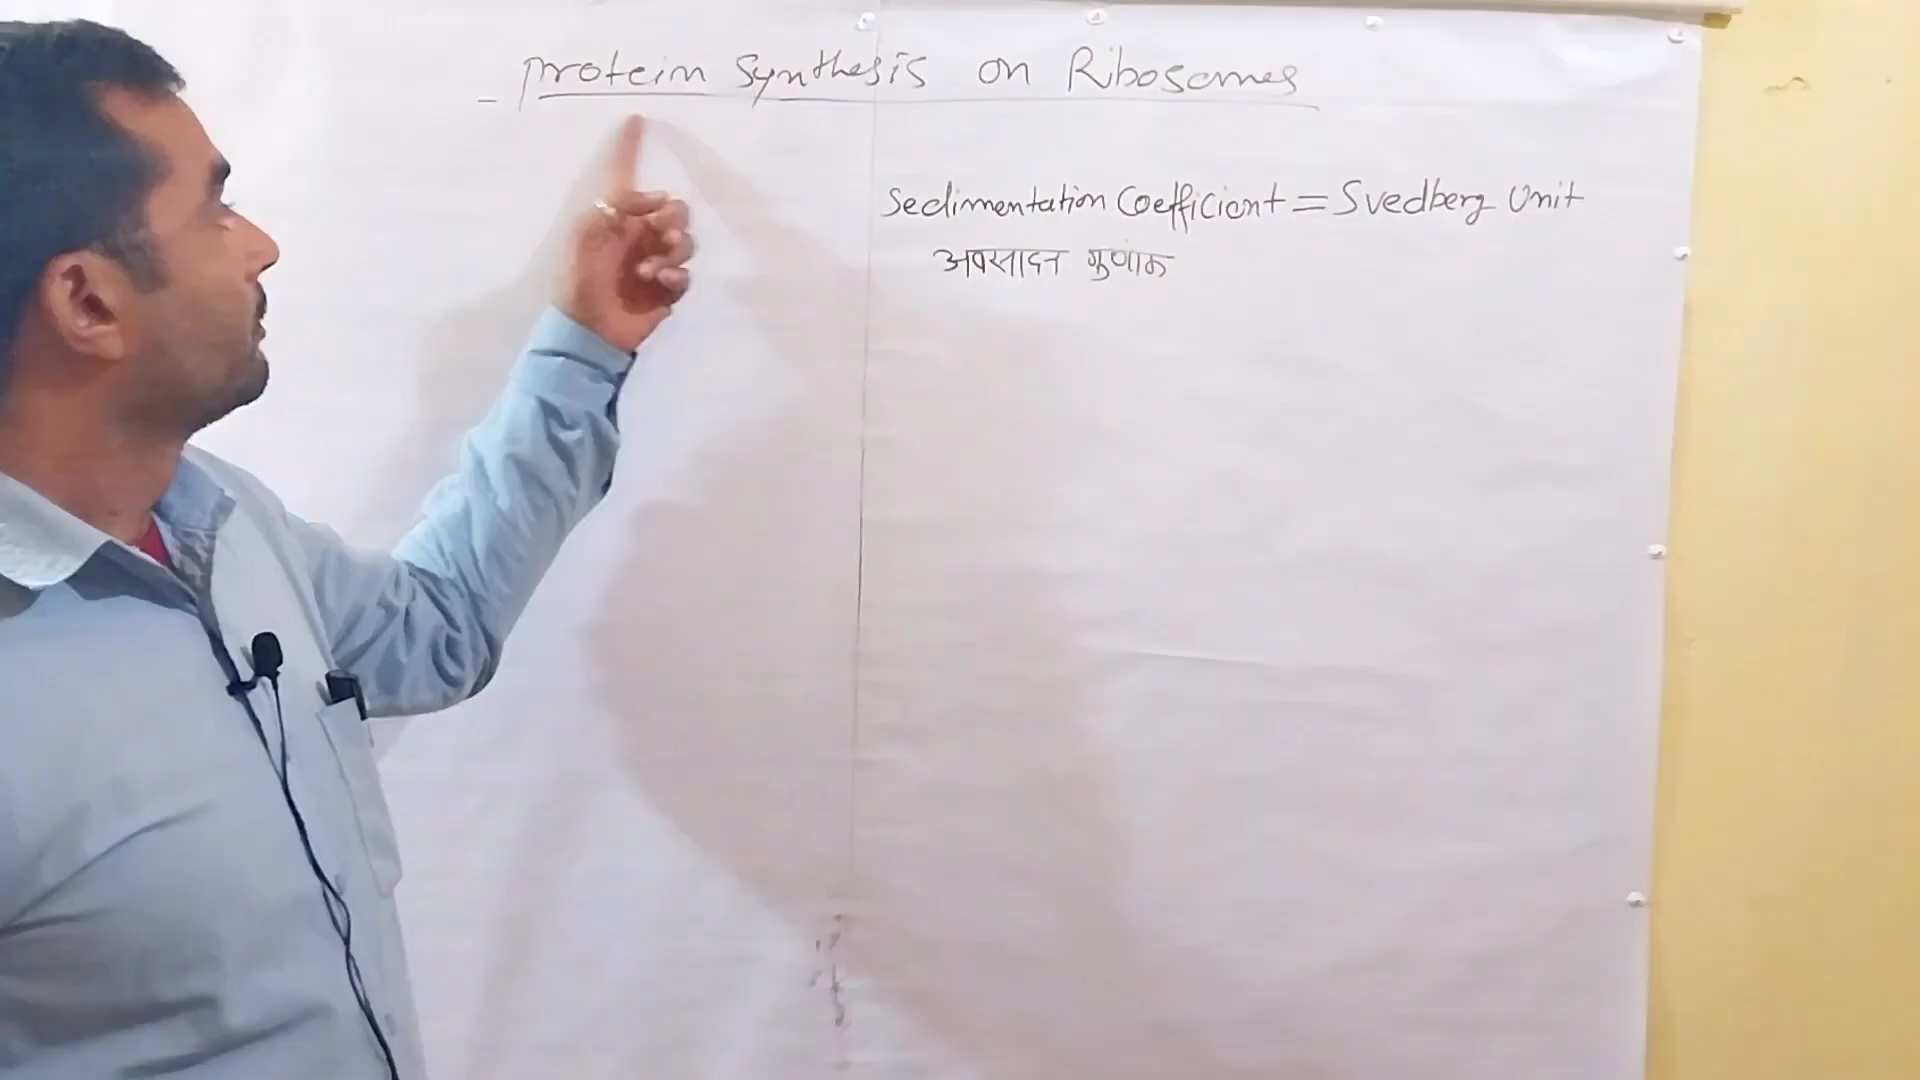 - protein Synthesis on Ribosomes
Sedimentation Coefficient = Svedberg Unit
अवसादन गुणांक